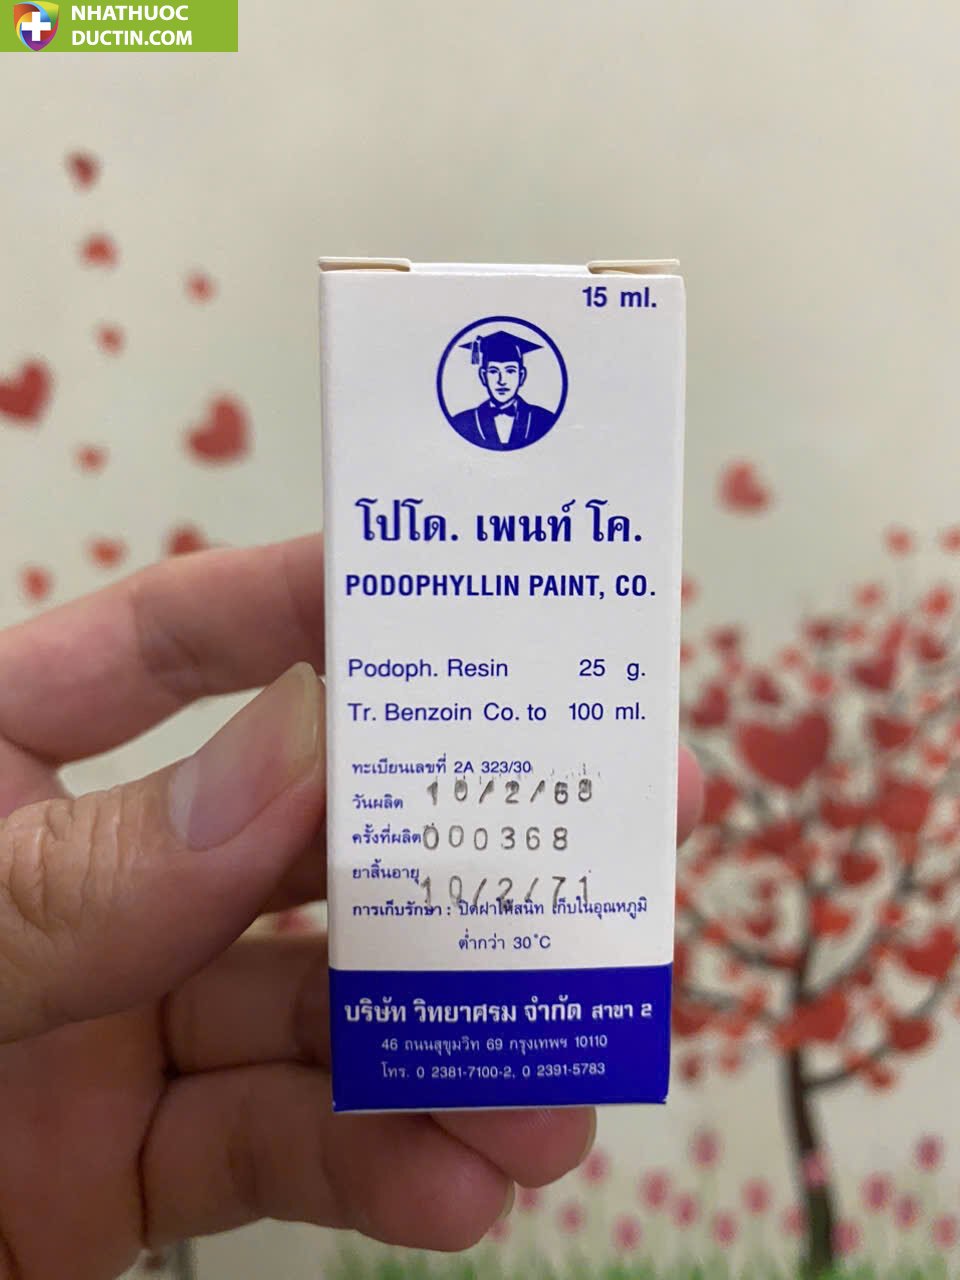 NHATHUOC
DUCTIN.COM
15 ml.
โปโด. เพนท์ โค.
PODOPHYLLIN PAINT, CO.
Podoph. Resin 25 g.
Tr. Benzoin Co. to 100 ml.
ทะเบียนเลขที่ 2A 323/30
วันผลิต 10/2/68
ครั้งที่ผลิต 000368
ยาสิ้นอายุ 10/2/71
การเก็บรักษา : ปิดฝาให้สนิท เก็บในอุณหภูมิ
ต่ำกว่า 30°C
บริษัท วิทยาศรม จำกัด สาขา 2
46 ถนนสุขุมวิท 69 กรุงเทพฯ 10110
โทร. 0 2381-7100-2, 0 2391-5783